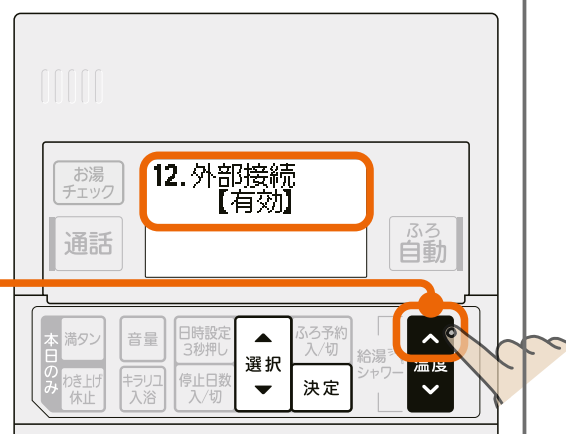 お湯
チェック
12.外部接続
【有効】
通話
ふろ
自動
本日のみ
満タン
わき上げ
休止
音量
キラリユ
入浴
日時設定
3秒押し
停止日数
入/切
選択
ふろ予約
入/切
決定
給湯
シャワー
温度